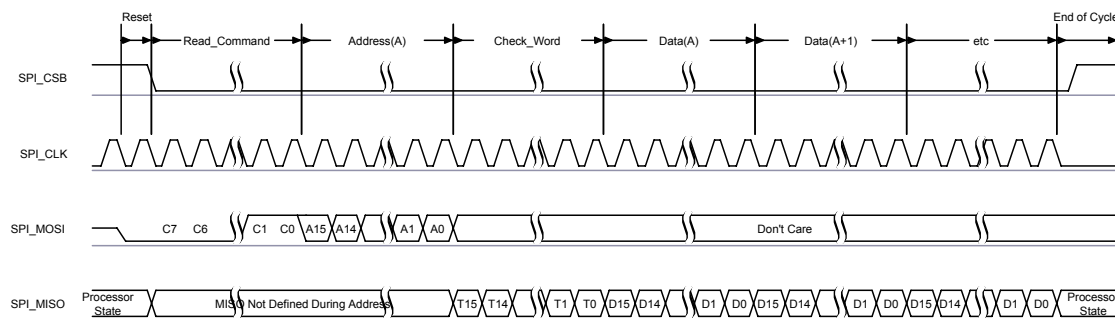 Reset
End of Cycle
Read_Command Address(A) Check_Word Data(A) Data(A+1) etc
SPI_CSB
SPI_CLK
SPI_MOSI C7 C6 C1 C0 A15 A14 A1 A0 Don't Care
SPI_MISO Processor State MISO Not Defined During Address T15 T14 T1 T0 D15 D14 D1 D0 D15 D14 D1 D0 D15 D14 D1 D0 Processor State